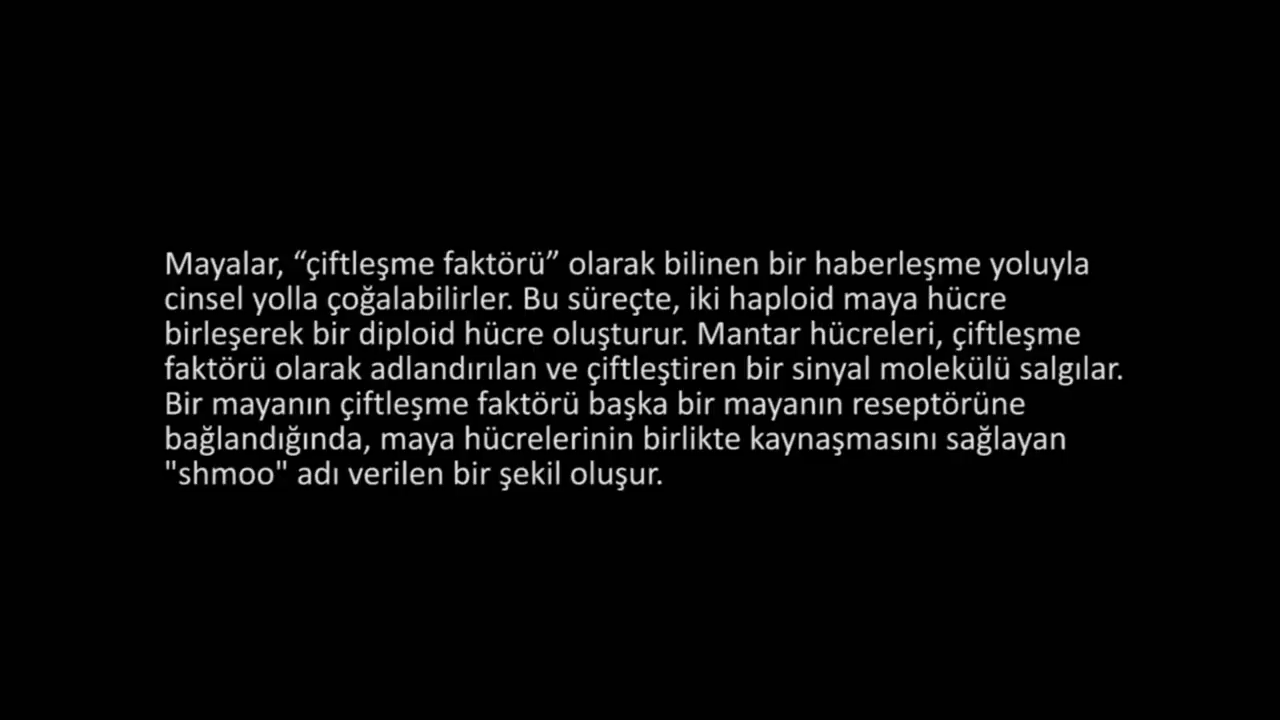 Mayalar, “çiftleşme faktörü” olarak bilinen bir haberleşme yoluyla
cinsel yolla çoğalabilirler. Bu süreçte, iki haploid maya hücre
birleşerek bir diploid hücre oluşturur. Mantar hücreleri, çiftleşme
faktörü olarak adlandırılan ve çiftleştiren bir sinyal molekülü salgılar.
Bir mayanın çiftleşme faktörü başka bir mayanın reseptörüne
bağlandığında, maya hücrelerinin birlikte kaynaşmasını sağlayan
"shmoo" adı verilen bir şekil oluşur.